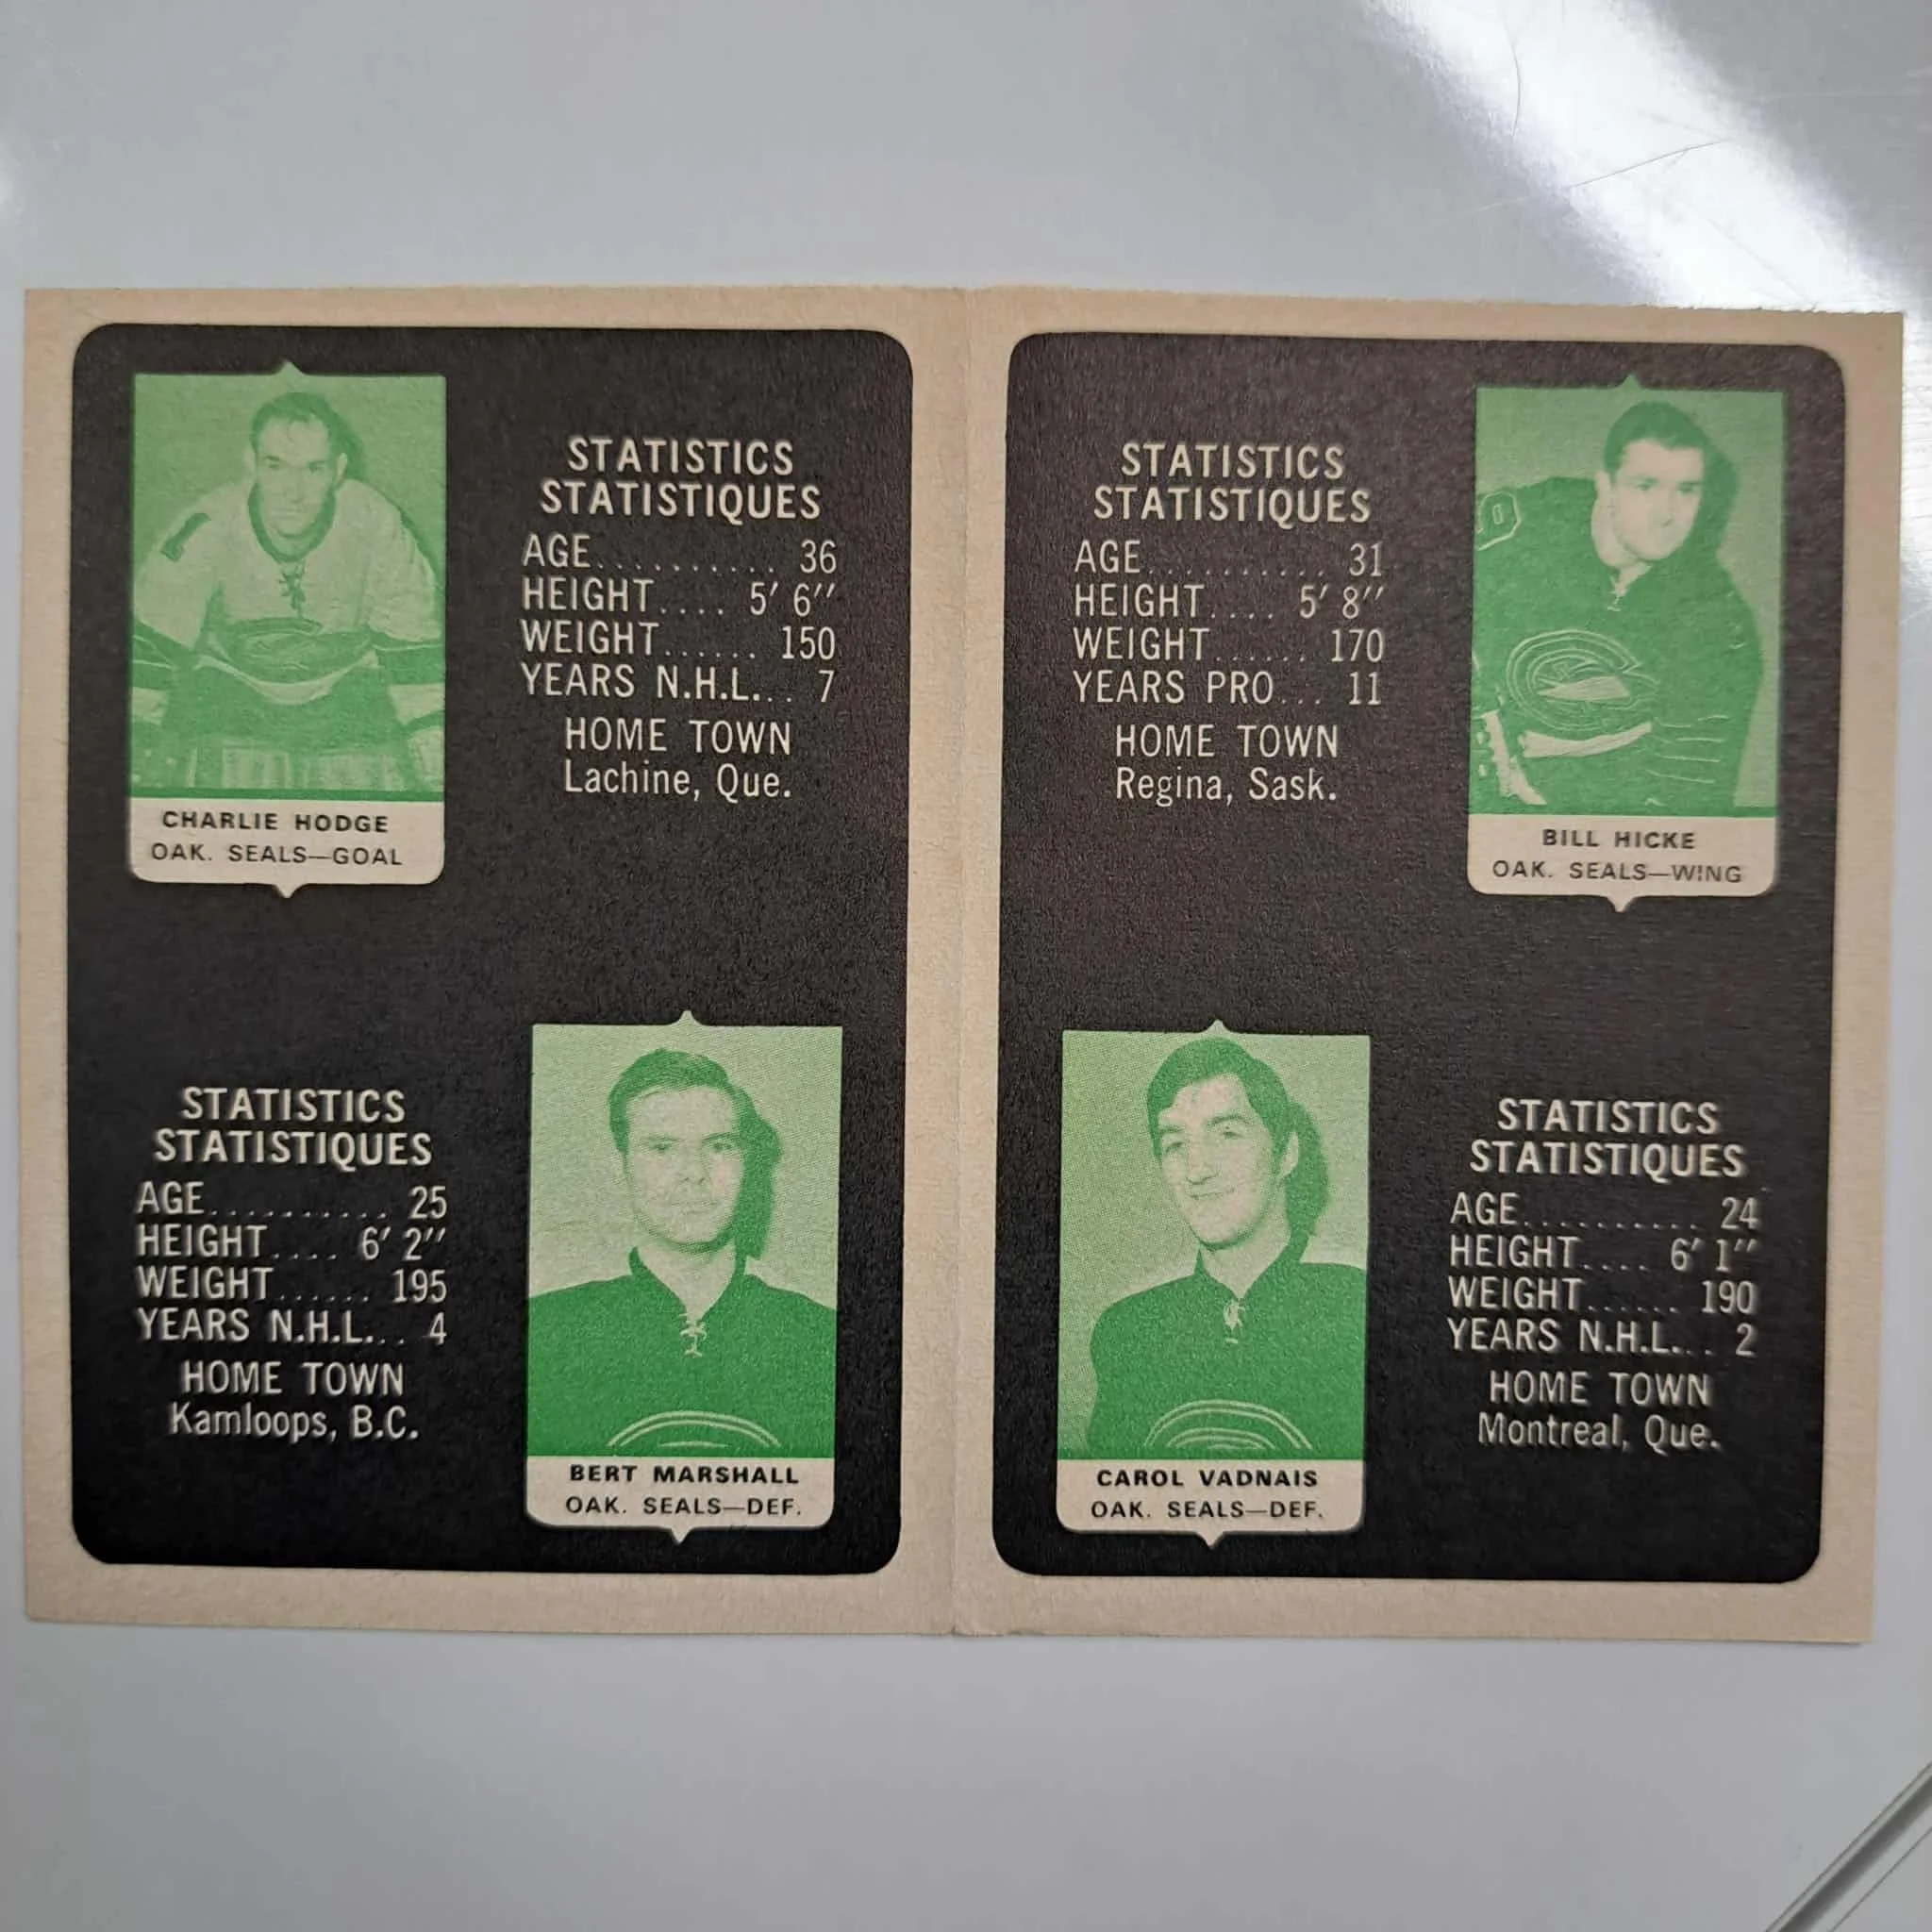 CHARLIE HODGE
OAK. SEALS—GOAL
STATISTICS
STATISTIQUES
AGE.......... 36
HEIGHT.... 5′ 6″
WEIGHT...... 150
YEARS N.H.L... 7
HOME TOWN
Lachine, Que.
STATISTICS
STATISTIQUES
AGE.......... 25
HEIGHT.... 6′ 2″
WEIGHT...... 195
YEARS N.H.L... 4
HOME TOWN
Kamloops, B.C.
BERT MARSHALL
OAK. SEALS—DEF.
STATISTICS
STATISTIQUES
AGE.......... 31
HEIGHT.... 5′ 8″
WEIGHT...... 170
YEARS PRO... 11
HOME TOWN
Regina, Sask.
BILL HICKE
OAK. SEALS—WING
CAROL VADNAIS
OAK. SEALS—DEF.
STATISTICS
STATISTIQUES
AGE.......... 24
HEIGHT.... 6′ 1″
WEIGHT...... 190
YEARS N.H.L... 2
HOME TOWN
Montreal, Que.